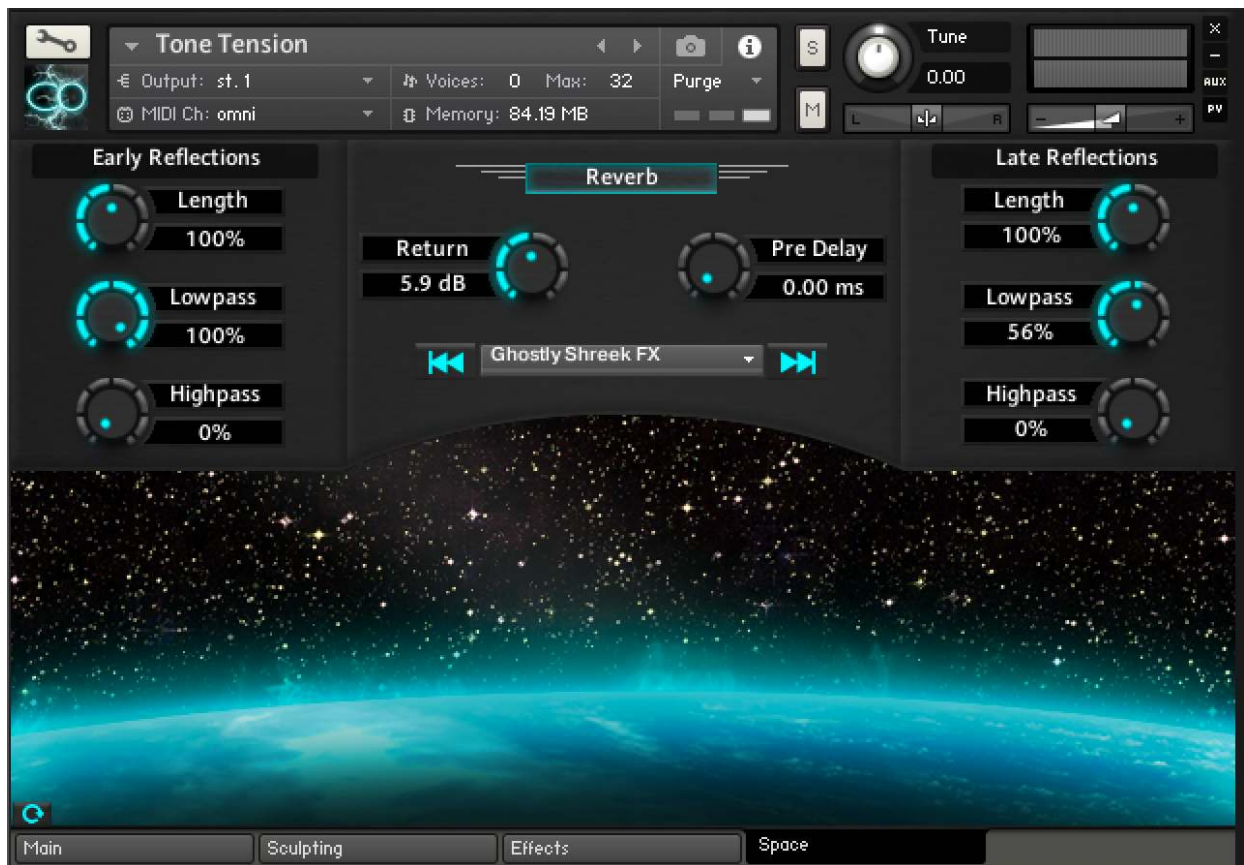 Tone Tension
Output: st. 1
Voices: 0 Max: 32
Purge
MIDI Ch: omni
Memory: 84.19 MB
S
M
Tune
0.00
L R
- +
X
-
AUX
PV
Early Reflections
Length
100%
Lowpass
100%
Highpass
0%
Reverb
Return
5.9 dB
Pre Delay
0.00 ms
Ghostly Shreek FX
Late Reflections
Length
100%
Lowpass
56%
Highpass
0%
Main
Sculpting
Effects
Space